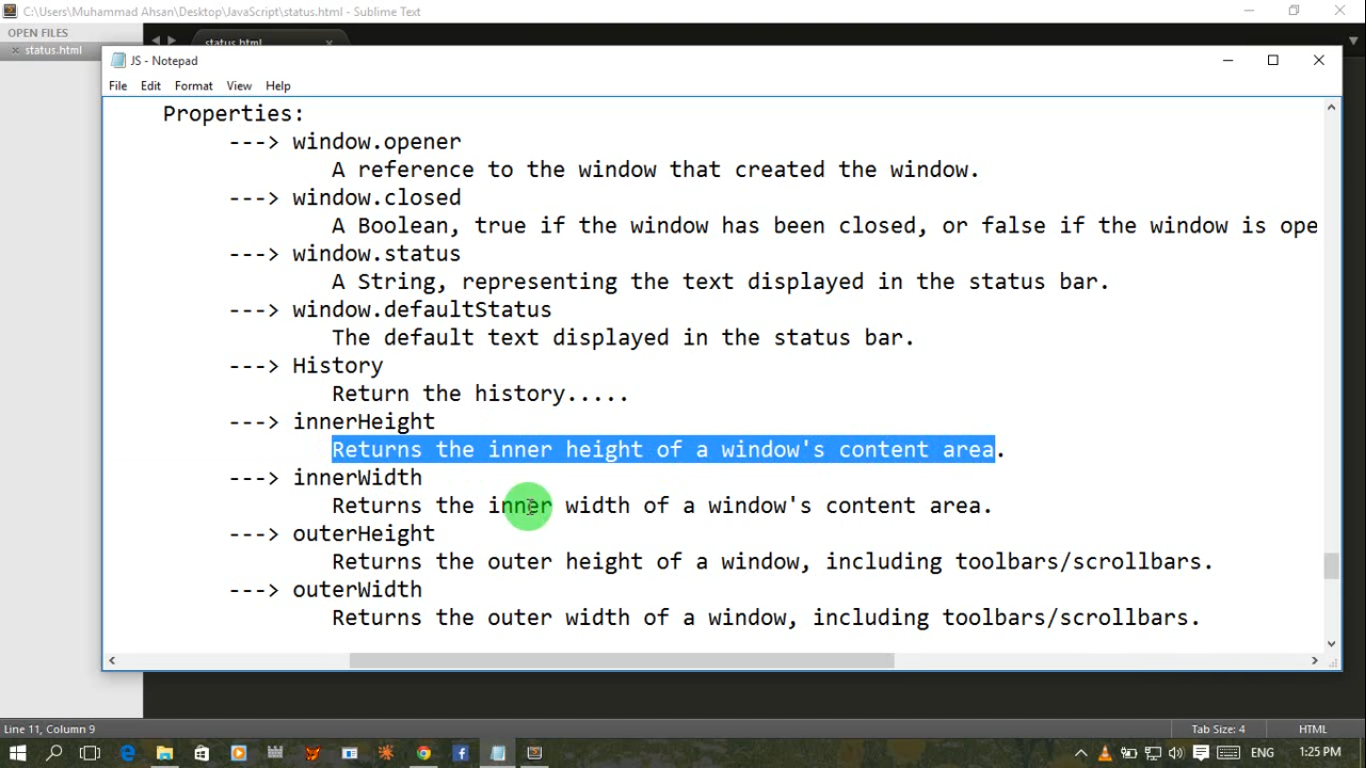 C:\Users\Muhammad Ahsan\Desktop\JavaScript\status.html - Sublime Text
OPEN FILES
status.html
status.html
JS - Notepad
File Edit Format View Help
Properties:
---> window.opener
A reference to the window that created the window.
---> window.closed
A Boolean, true if the window has been closed, or false if the window is ope
---> window.status
A String, representing the text displayed in the status bar.
---> window.defaultStatus
The default text displayed in the status bar.
---> History
Return the history.....
---> innerHeight
Returns the inner height of a window's content area.
---> innerWidth
Returns the inner width of a window's content area.
---> outerHeight
Returns the outer height of a window, including toolbars/scrollbars.
---> outerWidth
Returns the outer width of a window, including toolbars/scrollbars.
Line 11, Column 9
Tab Size: 4
HTML
ENG
1:25 PM